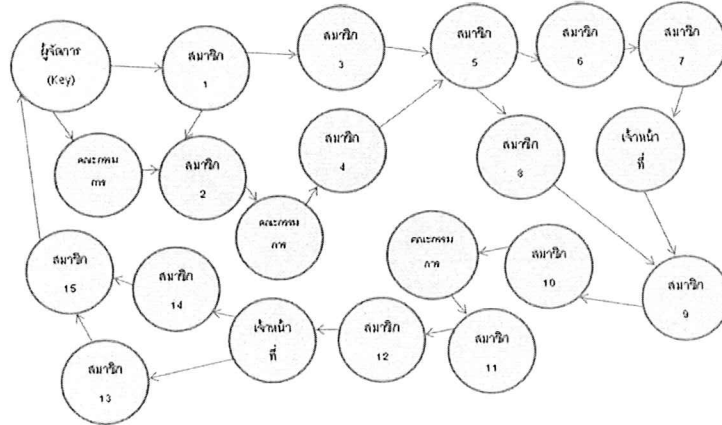 ผู้จัดการ
(Key)
สมาชิก
1
สมาชิก
3
สมาชิก
5
สมาชิก
6
สมาชิก
7
คณะกรรม
การ
สมาชิก
2
คณะกรรม
การ
สมาชิก
4
สมาชิก
8
เจ้าหน้า
ที่
สมาชิก
15
สมาชิก
14
เจ้าหน้า
ที่
สมาชิก
12
คณะกรรม
การ
สมาชิก
10
สมาชิก
9
สมาชิก
13
สมาชิก
11